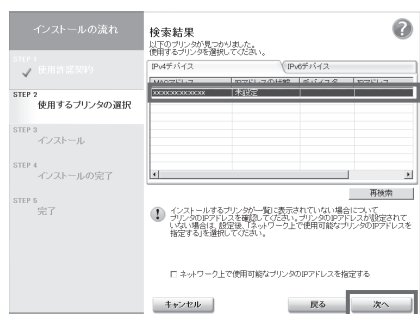 インストールの流れ
STEP 1
使用許諾契約
STEP 2
使用するプリンタの選択
STEP 3
インストール
STEP 4
インストールの完了
STEP 5
完了
検索結果
以下のプリンタが見つかりました。
使用するプリンタを選択してください。
IPv4デバイス
IPv6デバイス
MACアドレス IPアドレスの状態 デバイス名 IPアドレス
xxxxxxxxxxxx 未設定
再検索
インストールするプリンタが一覧に表示されていない場合について
プリンタのIPアドレスを確認してください。プリンタのIPアドレスが設定されて
いない場合は、設定後、「ネットワーク上で使用可能なプリンタのIPアドレスを
指定する」を選択してください。
ネットワーク上で使用可能なプリンタのIPアドレスを指定する
キャンセル
戻る
次へ